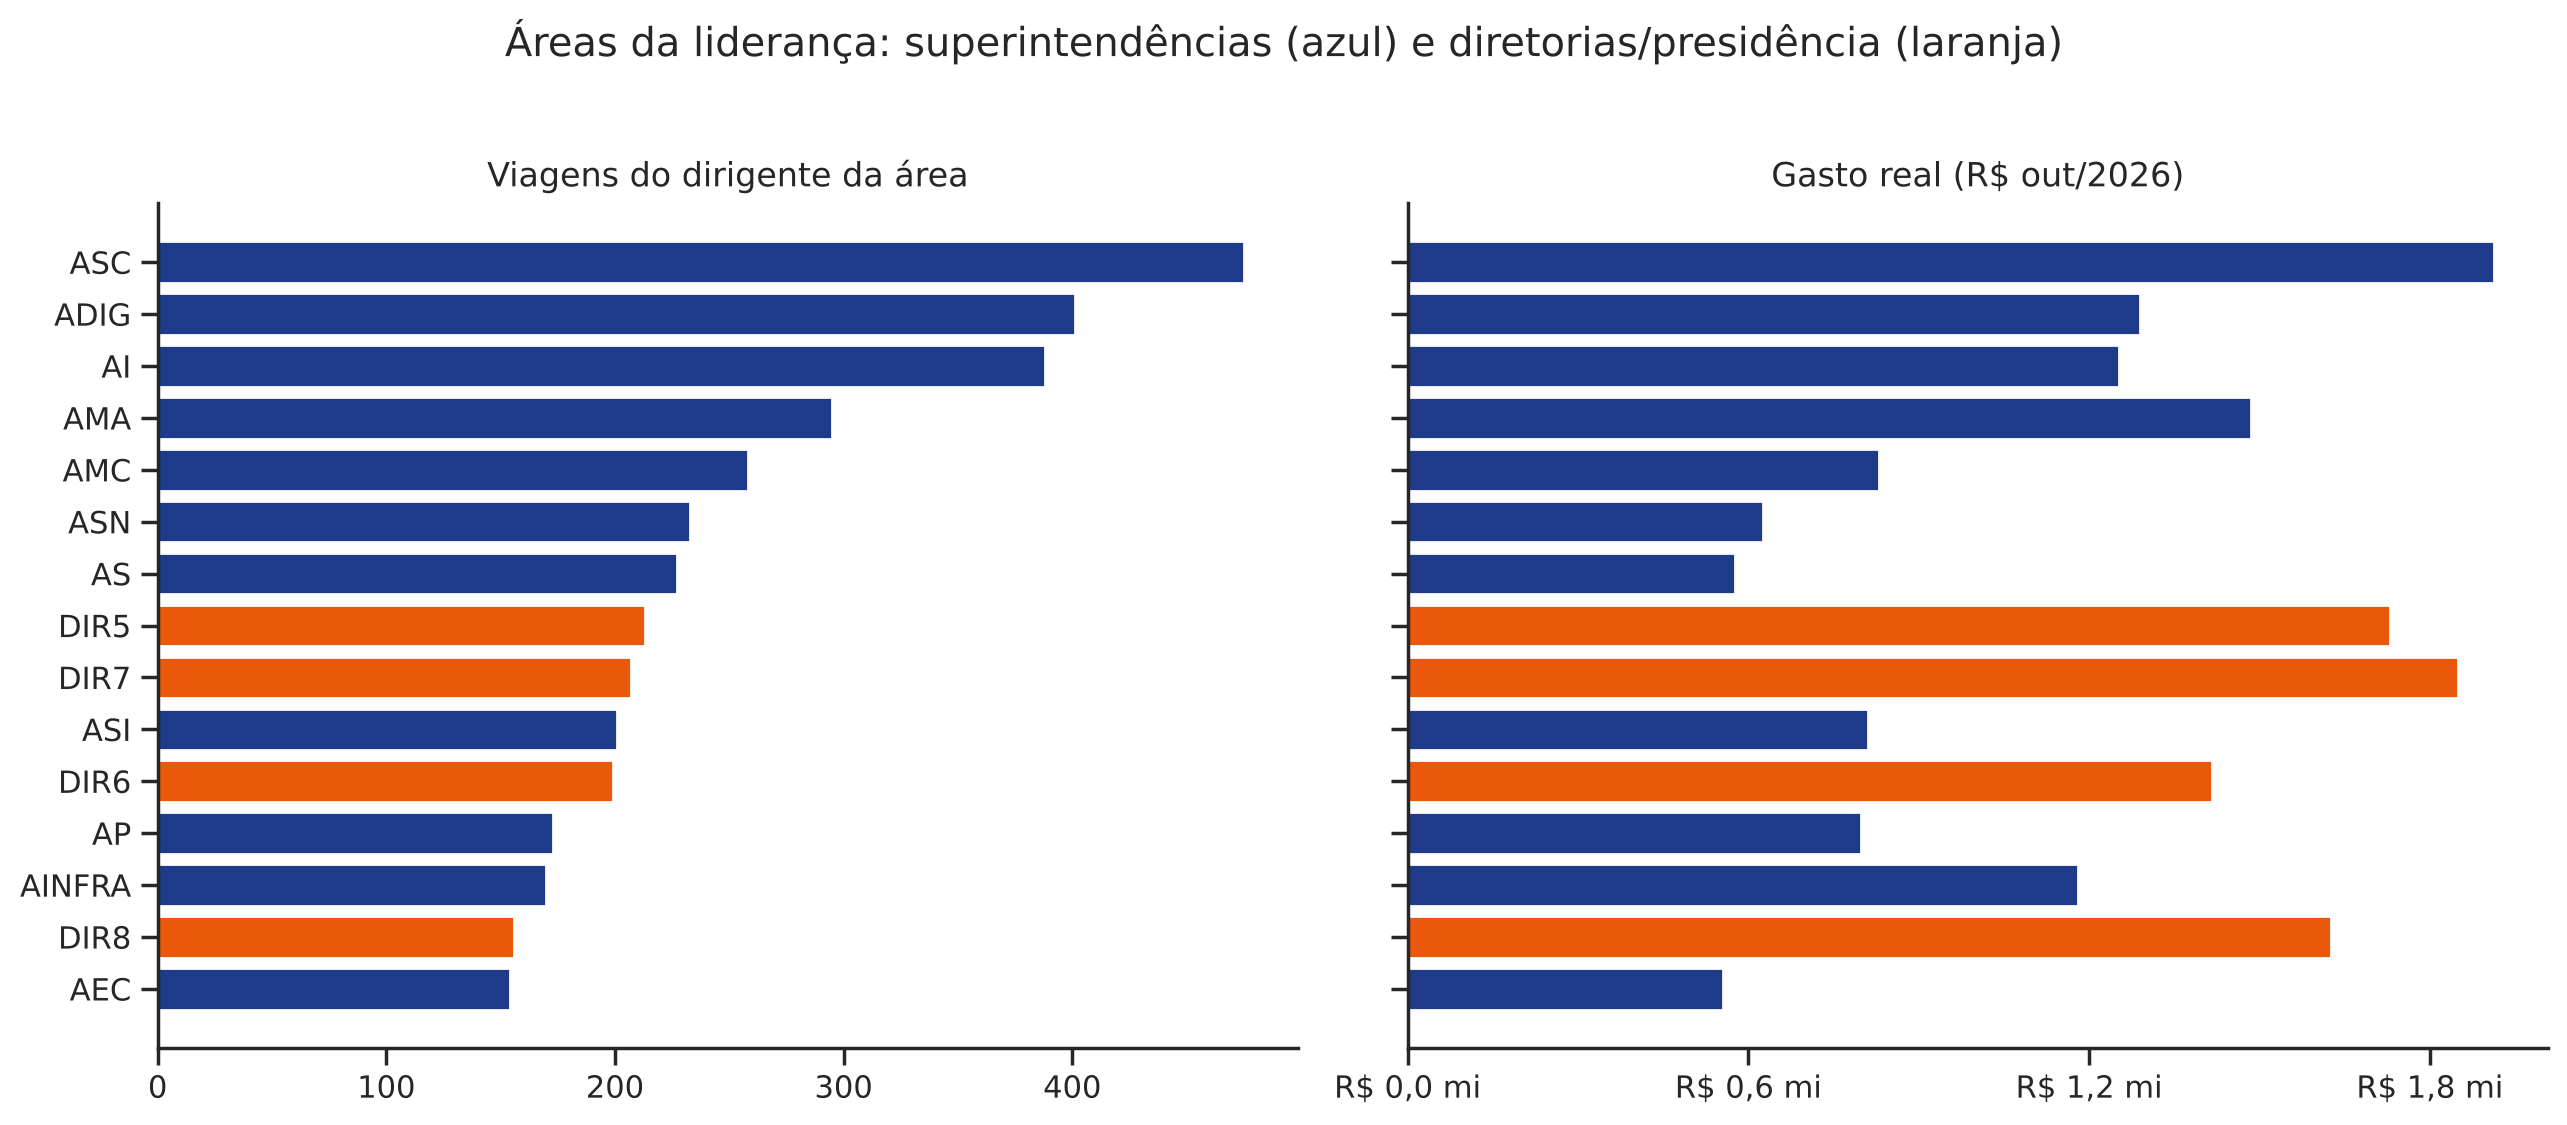 Áreas da liderança: superintendências (azul) e diretorias/presidência (laranja)
Viagens do dirigente da área
Gasto real (R$ out/2026)
ASC
ADIG
AI
AMA
AMC
ASN
AS
DIR5
DIR7
ASI
DIR6
AP
AINFRA
DIR8
AEC
0 100 200 300 400
R$ 0,0 mi R$ 0,6 mi R$ 1,2 mi R$ 1,8 mi